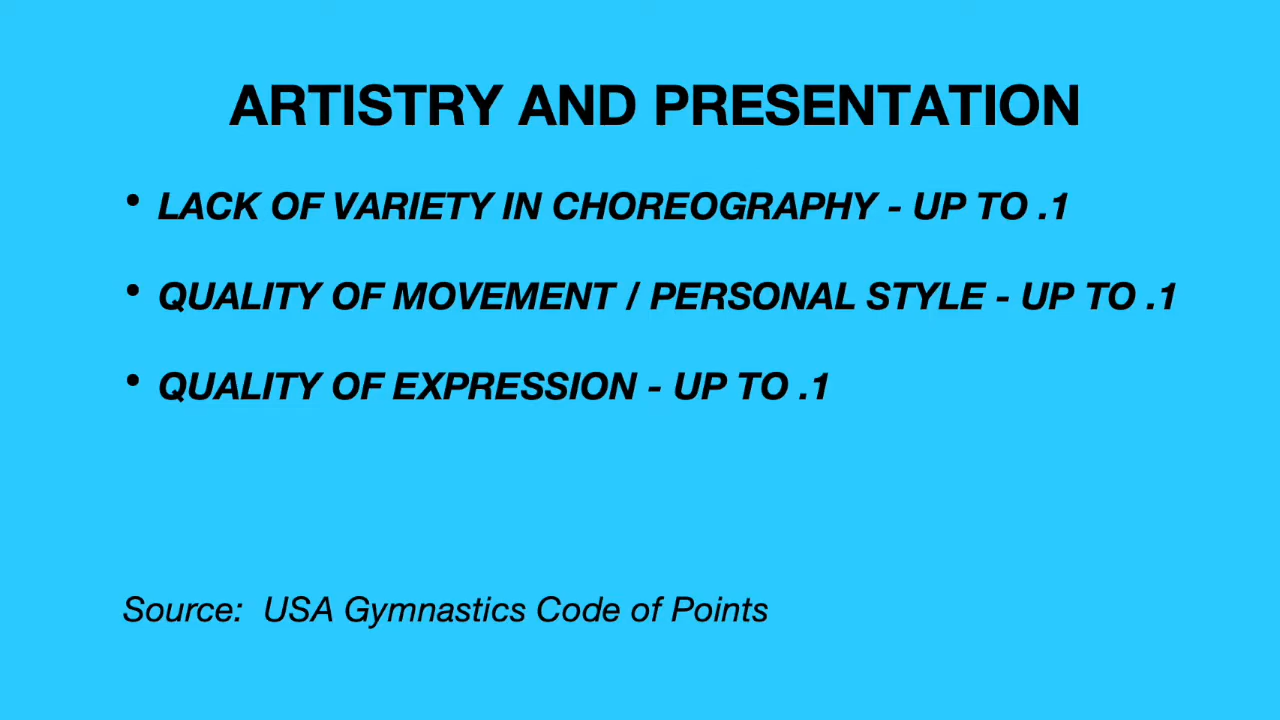 ARTISTRY AND PRESENTATION
• LACK OF VARIETY IN CHOREOGRAPHY - UP TO .1
• QUALITY OF MOVEMENT / PERSONAL STYLE - UP TO .1
• QUALITY OF EXPRESSION - UP TO .1
Source:  USA Gymnastics Code of Points